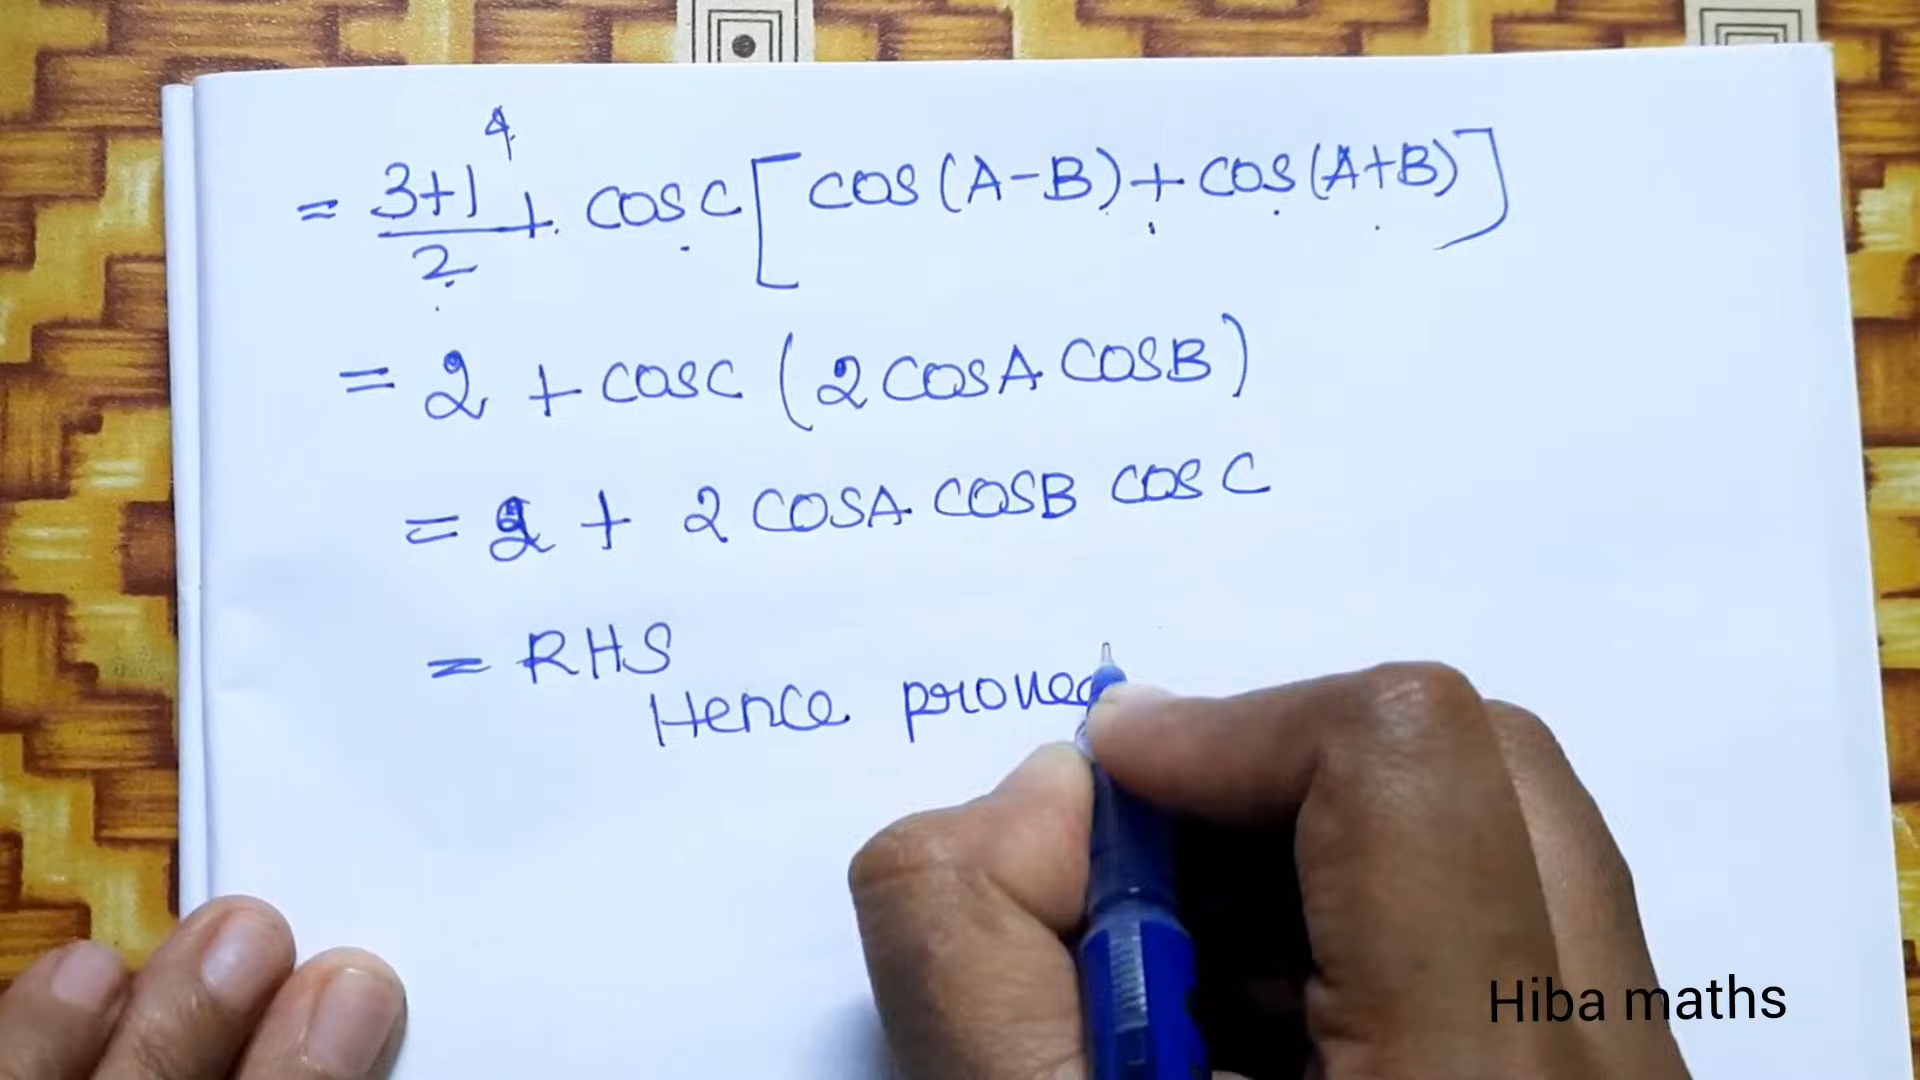 4
= 3+1/2 + cos C [cos (A-B) + cos (A+B)]
= 2 + cos C (2 cos A cos B)
= 2 + 2 cos A cos B cos C
= RHS
Hence proved
Hiba maths